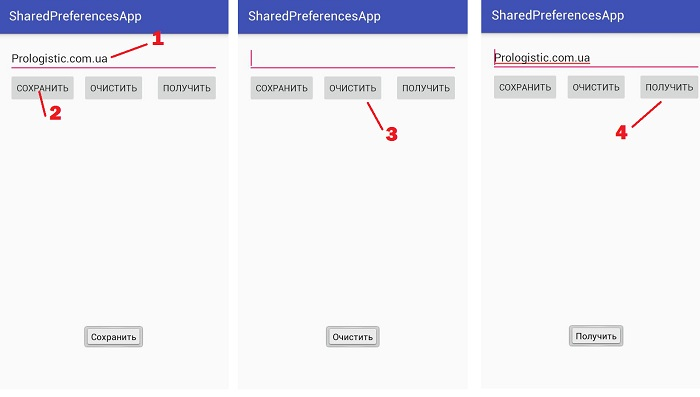 SharedPreferencesApp
1
Prologistic.com.ua
СОХРАНИТЬ ОЧИСТИТЬ ПОЛУЧИТЬ
2
Сохранить
SharedPreferencesApp
СОХРАНИТЬ ОЧИСТИТЬ ПОЛУЧИТЬ
3
Очистить
SharedPreferencesApp
Prologistic.com.ua
СОХРАНИТЬ ОЧИСТИТЬ ПОЛУЧИТЬ
4
Получить